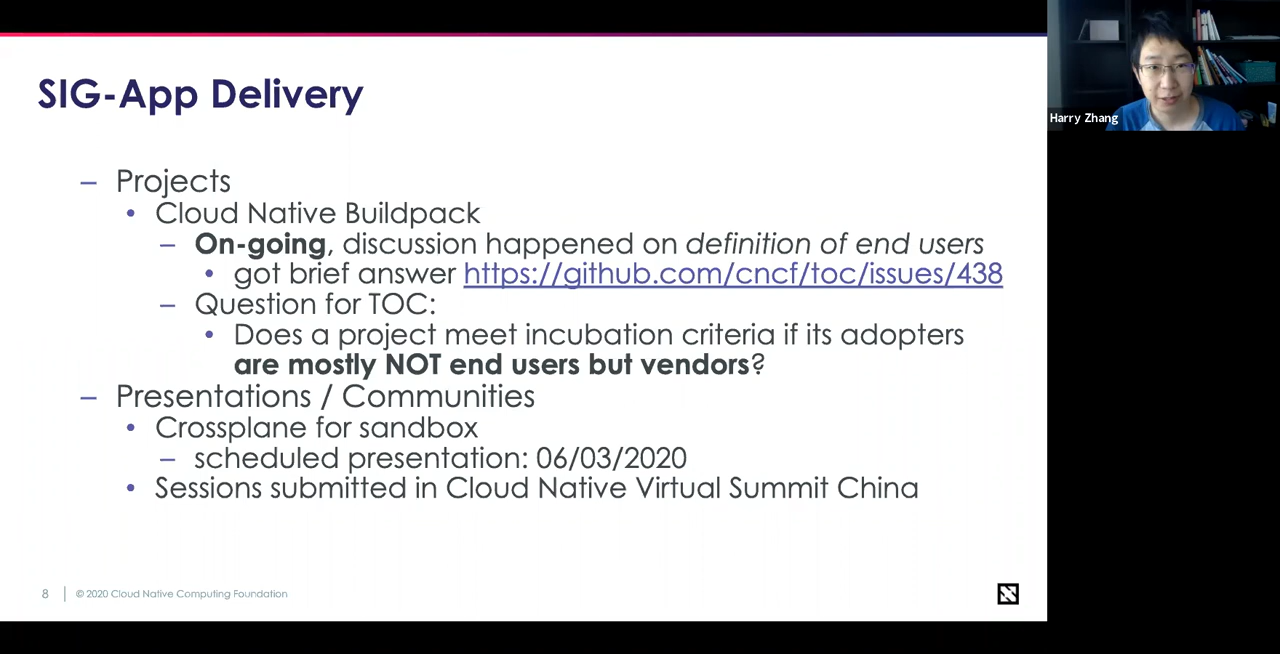 SIG-App Delivery
– Projects
• Cloud Native Buildpack
– On-going, discussion happened on definition of end users
• got brief answer https://github.com/cncf/toc/issues/438
– Question for TOC:
• Does a project meet incubation criteria if its adopters
are mostly NOT end users but vendors?
– Presentations / Communities
• Crossplane for sandbox
– scheduled presentation: 06/03/2020
• Sessions submitted in Cloud Native Virtual Summit China
8 | © 2020 Cloud Native Computing Foundation
Harry Zhang